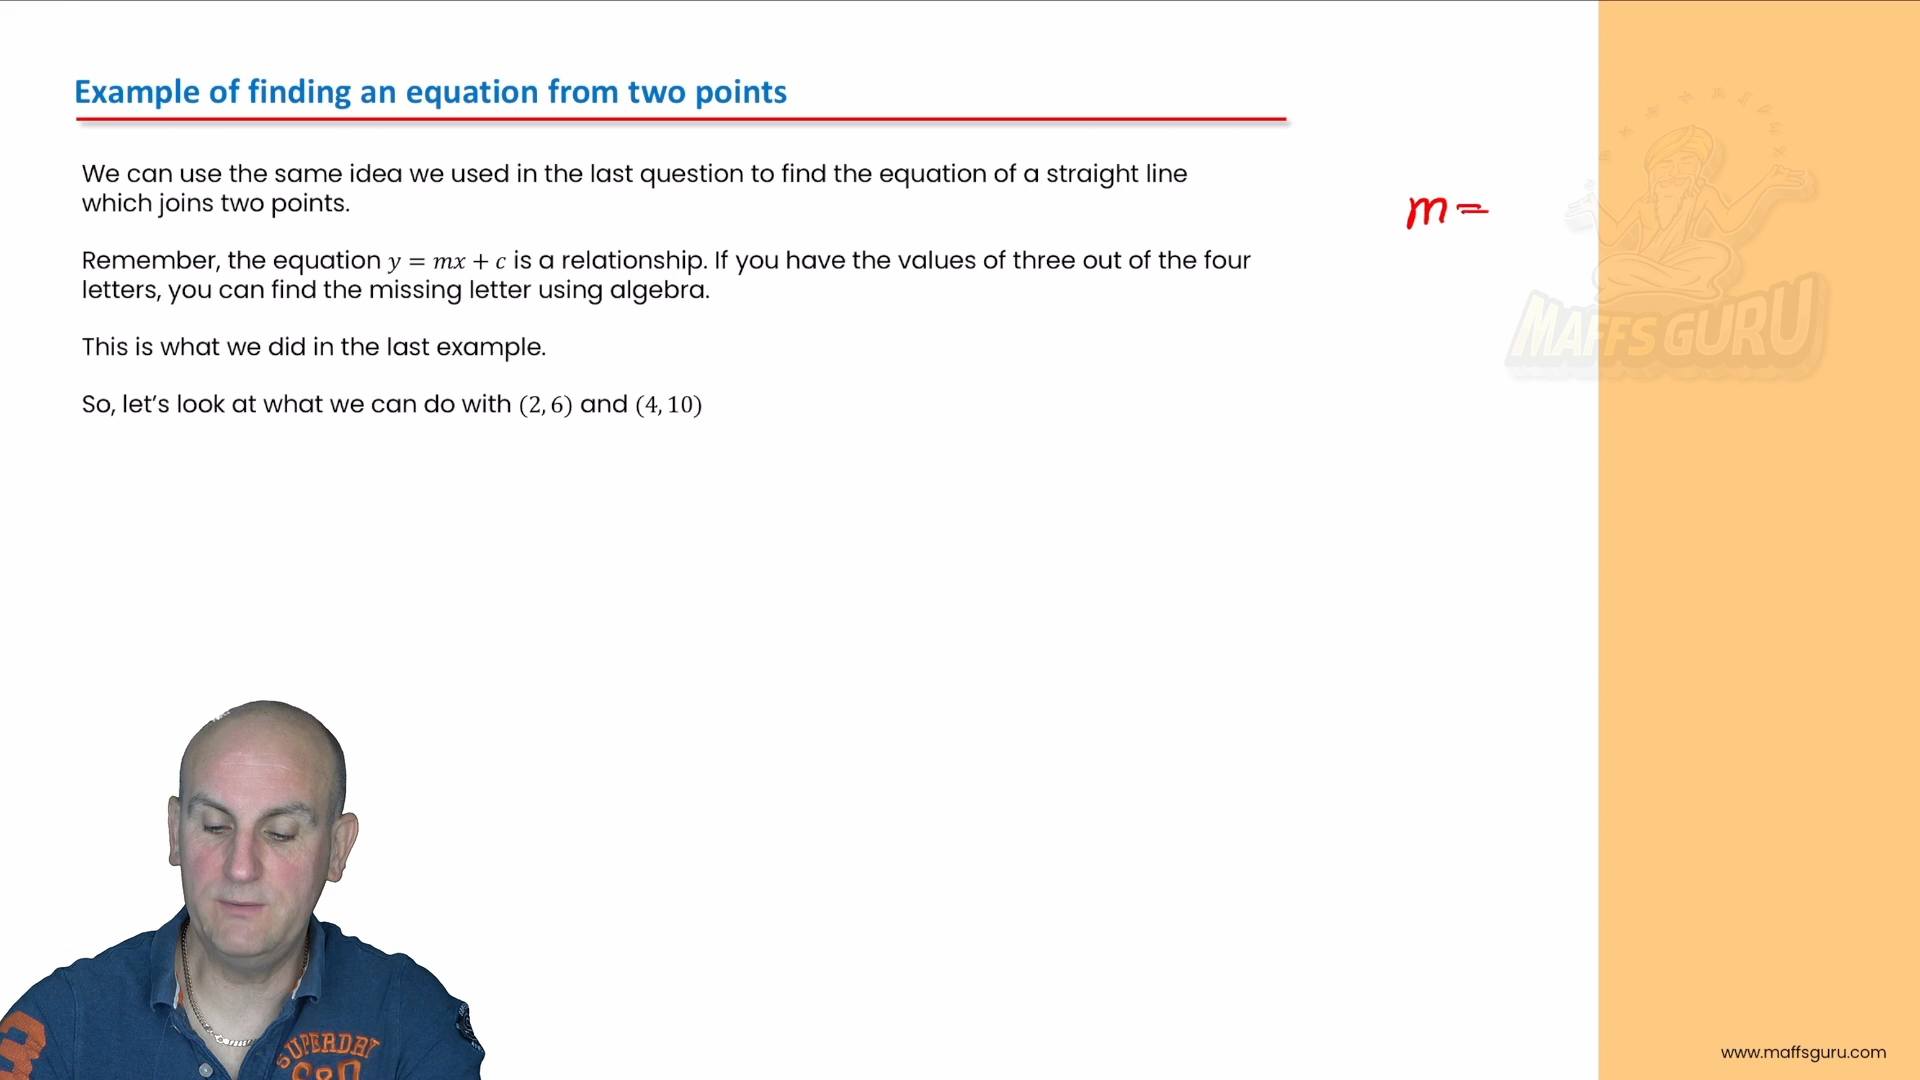 Example of finding an equation from two points
We can use the same idea we used in the last question to find the equation of a straight line
which joins two points.
m =
Remember, the equation y = mx + c is a relationship. If you have the values of three out of the four
letters, you can find the missing letter using algebra.
MAFFS GURU
This is what we did in the last example.
So, let’s look at what we can do with (2, 6) and (4, 10)
SUPERDRY
www.maffsguru.com